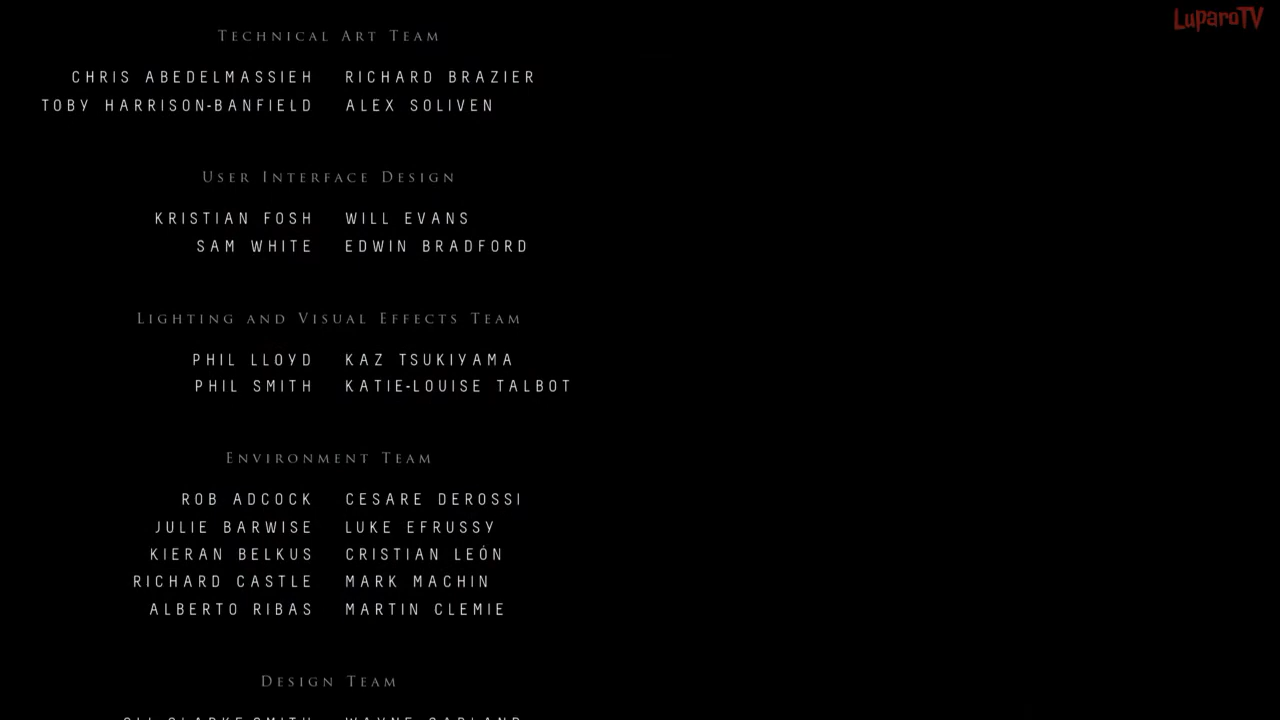 LuparoTV
Technical Art Team
CHRIS ABEDELMASSIEH RICHARD BRAZIER
TOBY HARRISON-BANFIELD ALEX SOLIVEN
User Interface Design
KRISTIAN FOSH WILL EVANS
SAM WHITE EDWIN BRADFORD
Lighting and Visual Effects Team
PHIL LLOYD KAZ TSUKIYAMA
PHIL SMITH KATIE-LOUISE TALBOT
Environment Team
ROB ADCOCK CESARE DEROSSI
JULIE BARWISE LUKE EFRUSSY
KIERAN BELKUS CRISTIAN LEÓN
RICHARD CASTLE MARK MACHIN
ALBERTO RIBAS MARTIN CLEMIE
Design Team